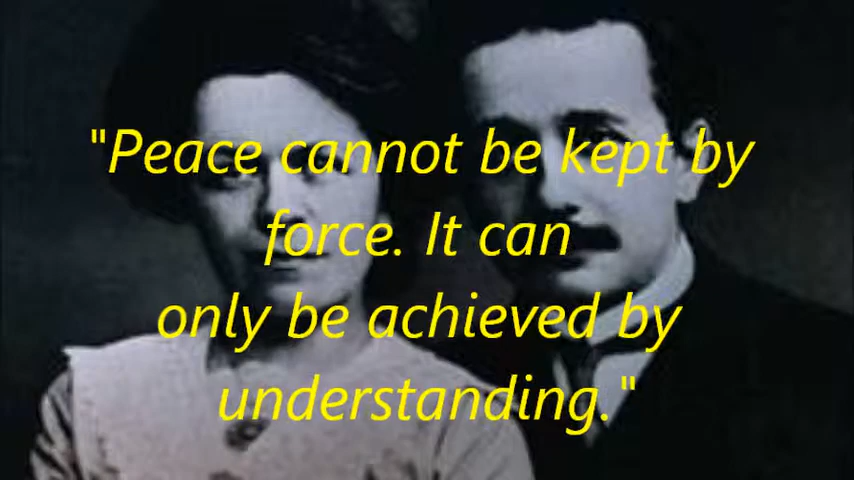 "Peace cannot be kept by
force. It can
only be achieved by
understanding."